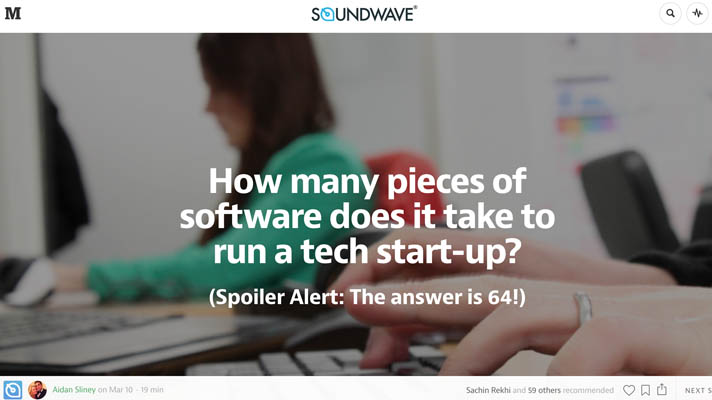 M
SOUNDWAVE®
How many pieces of
software does it take to
run a tech start-up?
(Spoiler Alert: The answer is 64!)
Aidan Sliney on Mar 10 · 19 min
Sachin Rekhi and 59 others recommended
NEXT S